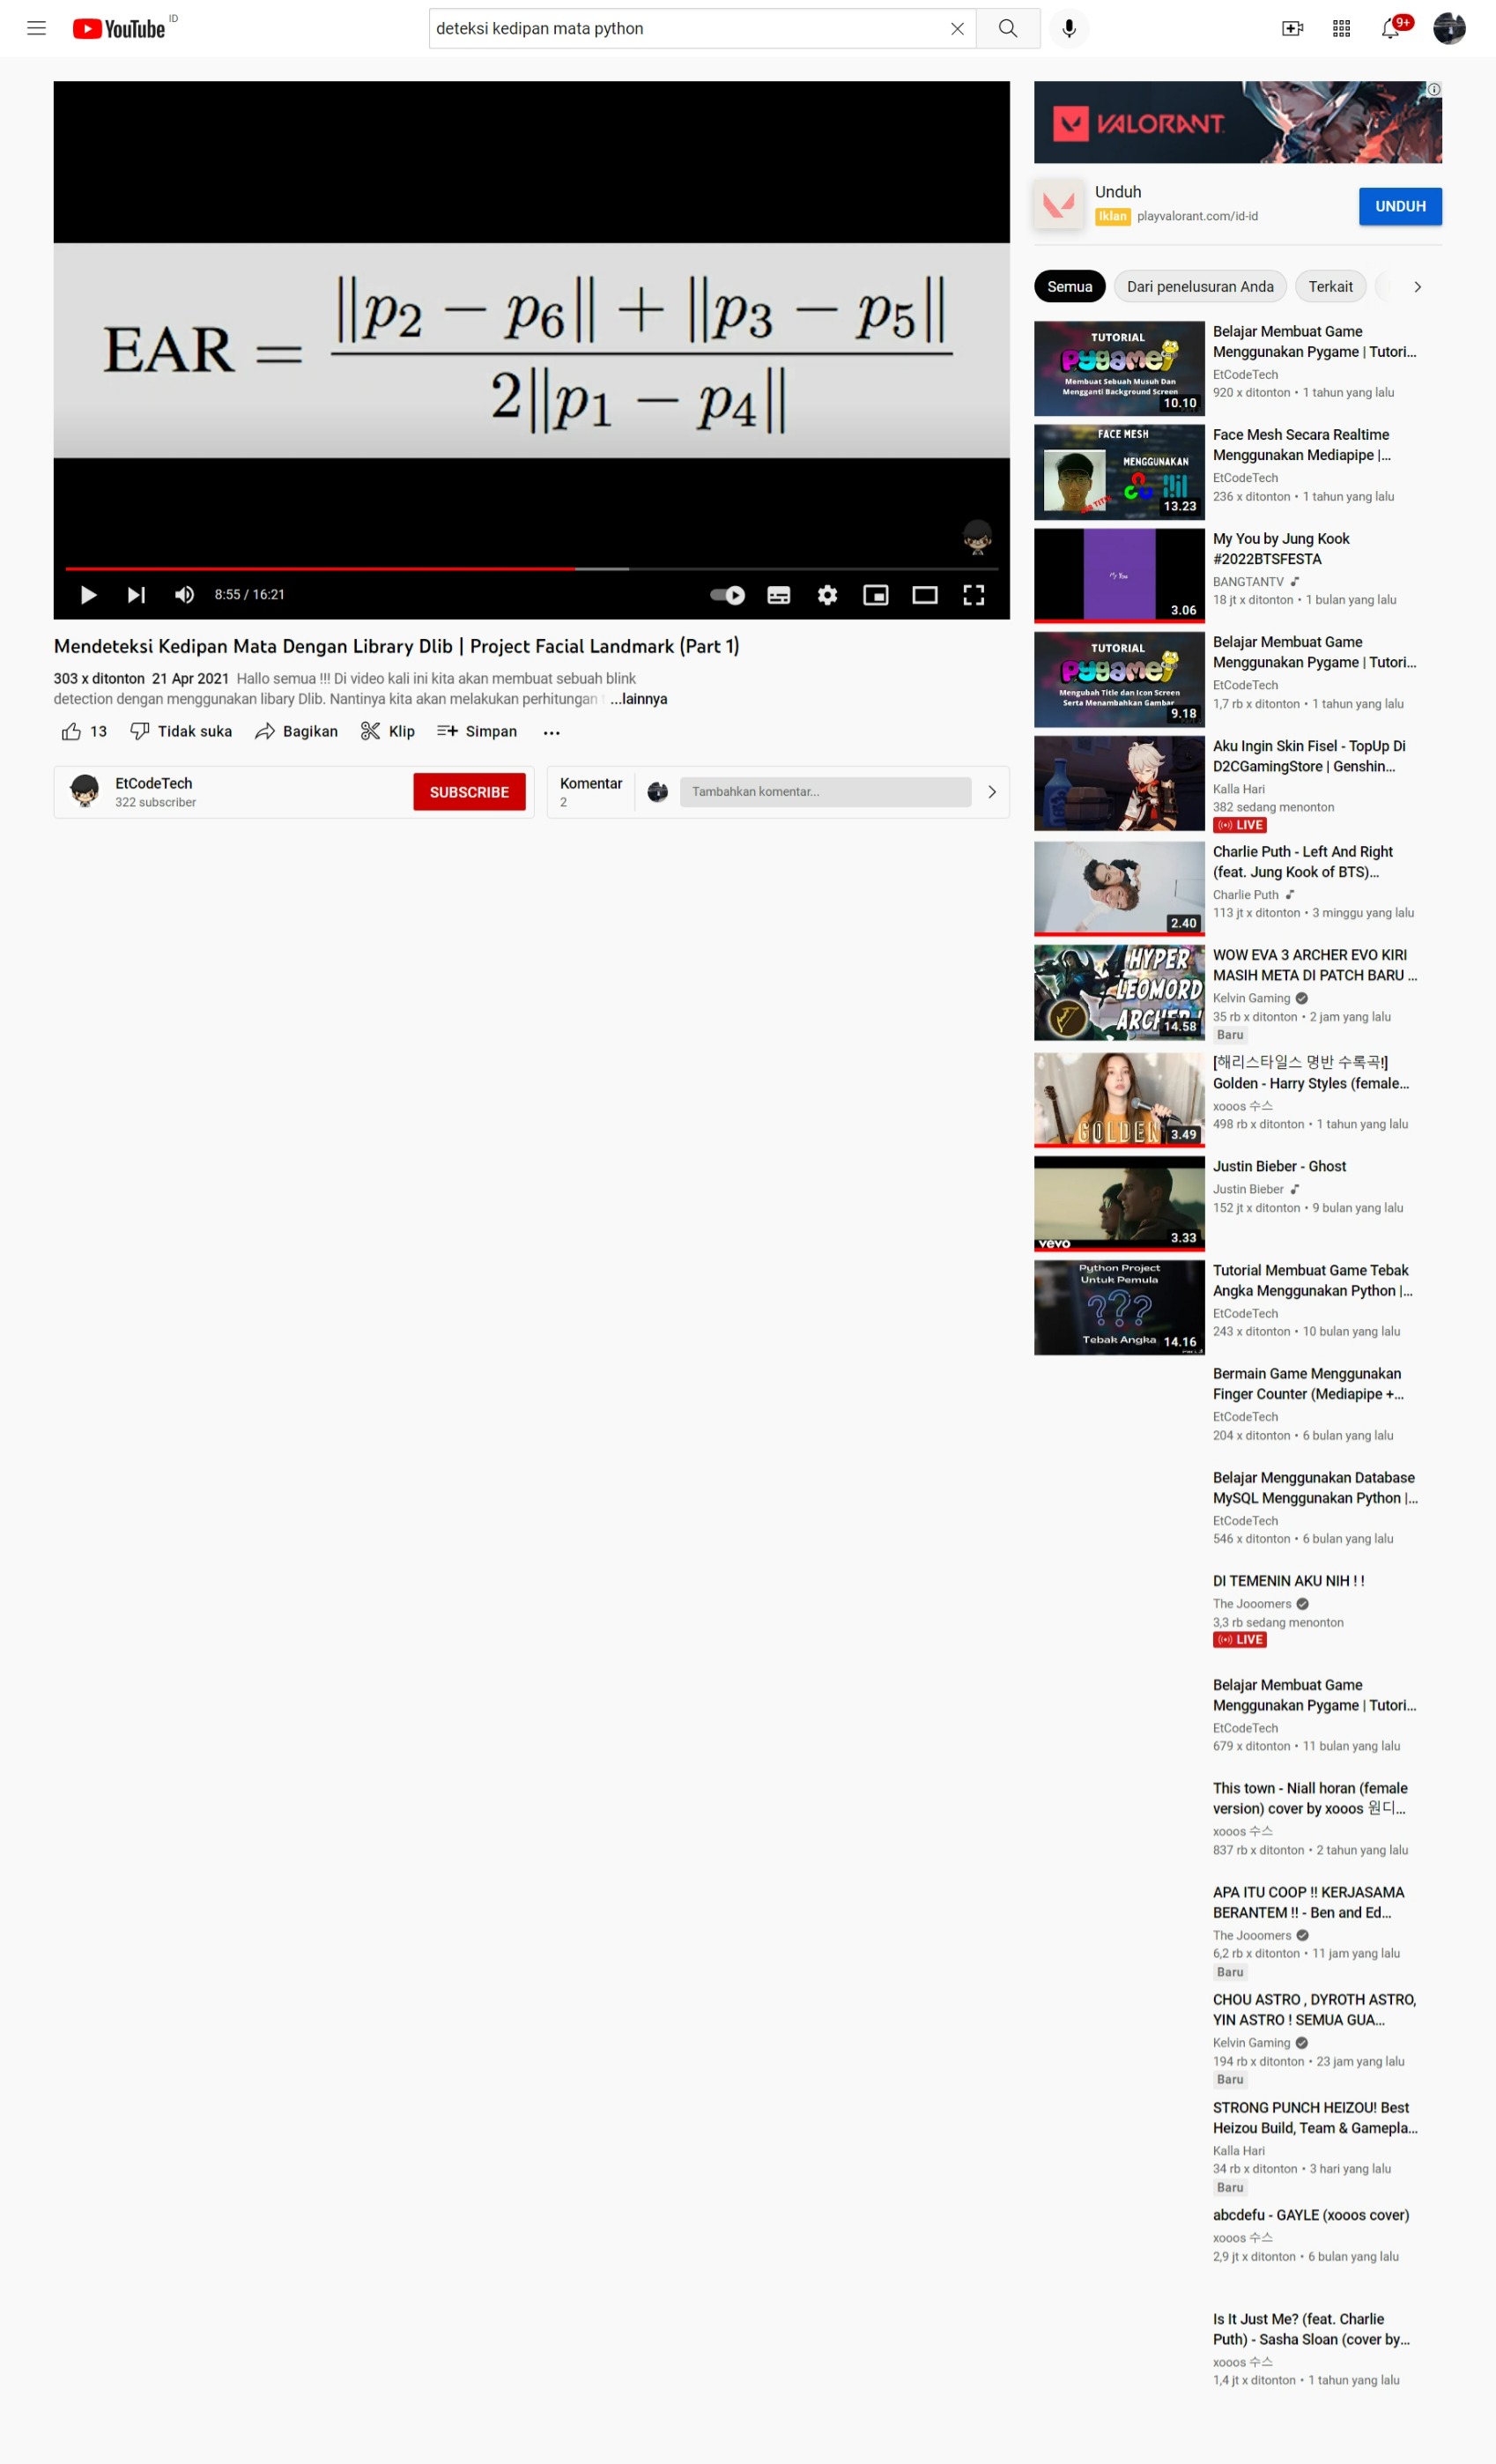 YouTube ID
deteksi kedipan mata python
9+
EAR = ‖p2 − p6‖ + ‖p3 − p5‖
2‖p1 − p4‖
8:55 / 16:21
Mendeteksi Kedipan Mata Dengan Library Dlib | Project Facial Landmark (Part 1)
303 x ditonton 21 Apr 2021 Hallo semua !!! Di video kali ini kita akan membuat sebuah blink
detection dengan menggunakan libary Dlib. Nantinya kita akan melakukan perhitungan ...lainnya
13 Tidak suka Bagikan Klip Simpan
EtCodeTech
322 subscriber
SUBSCRIBE
Komentar
2
Tambahkan komentar...
VALORANT
Unduh
Iklan playvalorant.com/id-id
UNDUH
Semua Dari penelusuran Anda Terkait
TUTORIAL
Pygame
Membuat Sebuah Musuh Dan
Mengganti Background Screen
10.10
Belajar Membuat Game
Menggunakan Pygame | Tutori...
EtCodeTech
920 x ditonton • 1 tahun yang lalu
FACE MESH
MENGGUNAKAN
13.23
Face Mesh Secara Realtime
Menggunakan Mediapipe |...
EtCodeTech
236 x ditonton • 1 tahun yang lalu
My You
3.06
My You by Jung Kook
#2022BTSFESTA
BANGTANTV
18 jt x ditonton • 1 bulan yang lalu
TUTORIAL
Pygame
Mengubah Title dan Icon Screen
Serta Menambahkan Gambar
9.18
Belajar Membuat Game
Menggunakan Pygame | Tutori...
EtCodeTech
1,7 rb x ditonton • 1 tahun yang lalu
Aku Ingin Skin Fisel - TopUp Di
D2CGamingStore | Genshin...
Kalla Hari
382 sedang menonton
LIVE
2.40
Charlie Puth - Left And Right
(feat. Jung Kook of BTS)...
Charlie Puth
113 jt x ditonton • 3 minggu yang lalu
HYPER
LEOMORD
ARCHER!
14.58
WOW EVA 3 ARCHER EVO KIRI
MASIH META DI PATCH BARU ...
Kelvin Gaming
35 rb x ditonton • 2 jam yang lalu
Baru
GOLDEN
3.49
[해리스타일스 명반 수록곡!]
Golden - Harry Styles (female...
xooos 수스
498 rb x ditonton • 1 tahun yang lalu
vevo
3.33
Justin Bieber - Ghost
Justin Bieber
152 jt x ditonton • 9 bulan yang lalu
Python Project
Untuk Pemula
???
Tebak Angka
14.16
Tutorial Membuat Game Tebak
Angka Menggunakan Python |...
EtCodeTech
243 x ditonton • 10 bulan yang lalu
Bermain Game Menggunakan
Finger Counter (Mediapipe +...
EtCodeTech
204 x ditonton • 6 bulan yang lalu
Belajar Menggunakan Database
MySQL Menggunakan Python |...
EtCodeTech
546 x ditonton • 6 bulan yang lalu
DI TEMENIN AKU NIH ! !
The Jooomers
3,3 rb sedang menonton
LIVE
Belajar Membuat Game
Menggunakan Pygame | Tutori...
EtCodeTech
679 x ditonton • 11 bulan yang lalu
This town - Niall horan (female
version) cover by xooos 원디...
xooos 수스
837 rb x ditonton • 2 tahun yang lalu
APA ITU COOP !! KERJASAMA
BERANTEM !! - Ben and Ed...
The Jooomers
6,2 rb x ditonton • 11 jam yang lalu
Baru
CHOU ASTRO , DYROTH ASTRO,
YIN ASTRO ! SEMUA GUA...
Kelvin Gaming
194 rb x ditonton • 23 jam yang lalu
Baru
STRONG PUNCH HEIZOU! Best
Heizou Build, Team & Gamepla...
Kalla Hari
34 rb x ditonton • 3 hari yang lalu
Baru
abcdefu - GAYLE (xooos cover)
xooos 수스
2,9 jt x ditonton • 6 bulan yang lalu
Is It Just Me? (feat. Charlie
Puth) - Sasha Sloan (cover by...
xooos 수스
1,4 jt x ditonton • 1 tahun yang lalu